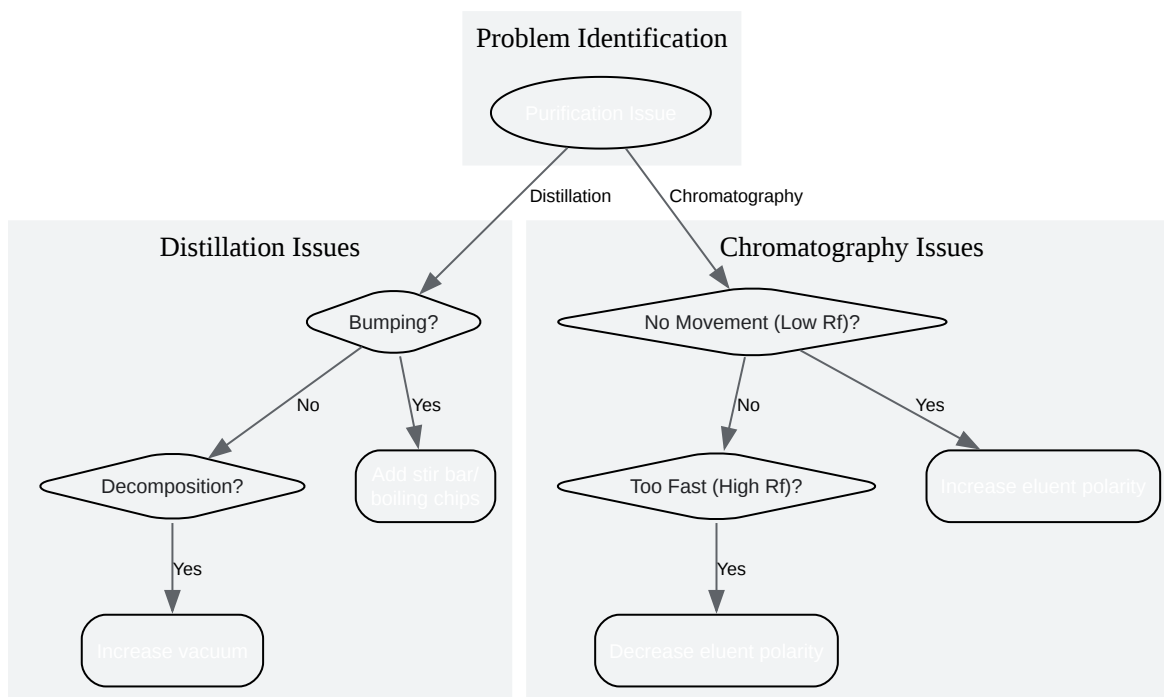 Problem Identification
Purification Issue
Distillation
Chromatography
Distillation Issues
Chromatography Issues
Bumping?
No Movement (Low Rf)?
No
Yes
No
Yes
Decomposition?
Add stir bar/
boiling chips
Too Fast (High Rf)?
Increase eluent polarity
Yes
Yes
Increase vacuum
Decrease eluent polarity